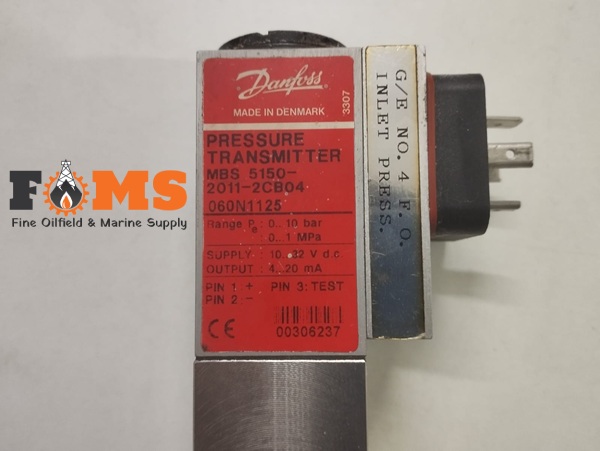 Danfoss
MADE IN DENMARK
3307
PRESSURE
TRANSMITTER
MBS 5150-
2011-2CB04
060N1125
Range Pe : 0...10 bar
: 0...1 MPa
SUPPLY: 10...32 V d.c
OUTPUT : 4...20 mA
PIN 1: + PIN 3: TEST
PIN 2: -
CE
00306237
G/E NO. 4 F. O.
INLET PRESS.
FOMS
Fine Oilfield & Marine Supply